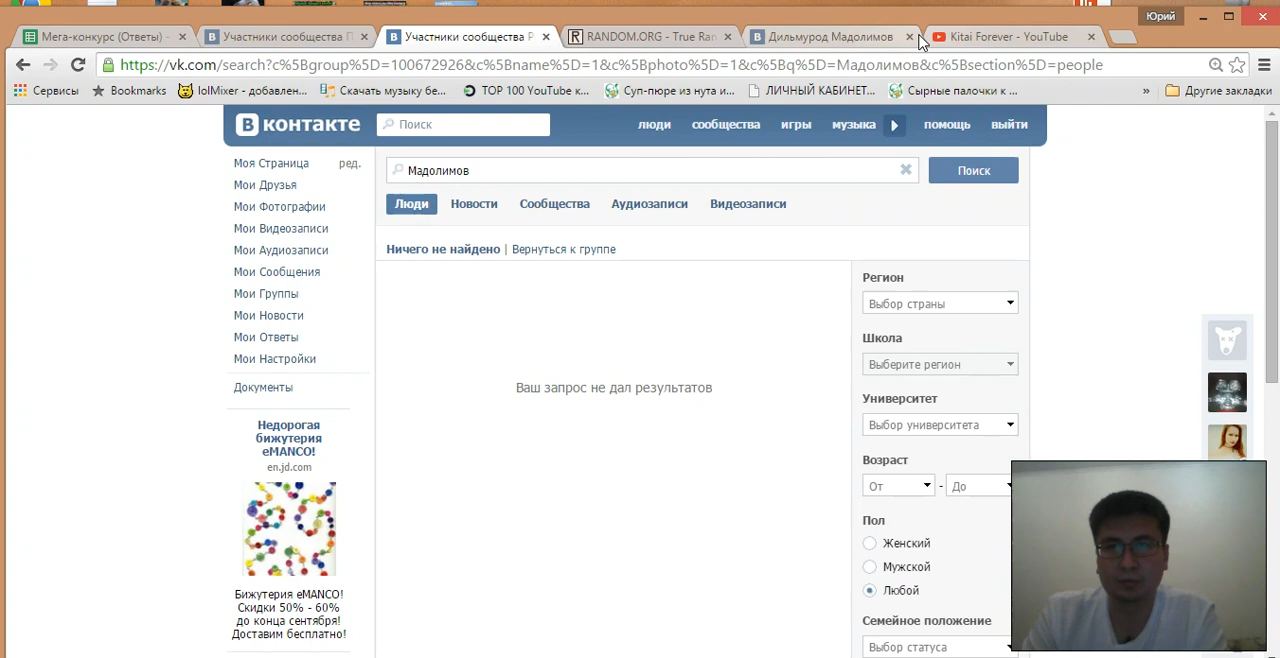 Юрий
Мега-конкурс (Ответы) -
Участники сообщества П
Участники сообщества Р
RANDOM.ORG - True Ran
Дильмурод Мадолимов
Kitai Forever - YouTube
https://vk.com/search?c%5Bgroup%5D=100672926&c%5Bname%5D=1&c%5Bphoto%5D=1&c%5Bq%5D=Мадолимов&c%5Bsection%5D=people
Сервисы
Bookmarks
lolMixer - добавлен...
Скачать музыку бе...
TOP 100 YouTube к...
Суп-пюре из нута и...
ЛИЧНЫЙ КАБИНЕТ...
Сырные палочки к ...
»
Другие закладки
В контакте
Поиск
люди
сообщества
игры
музыка
помощь
выйти
Моя Страница
ред.
Мои Друзья
Мои Фотографии
Мои Видеозаписи
Мои Аудиозаписи
Мои Сообщения
Мои Группы
Мои Новости
Мои Ответы
Мои Настройки
Документы
Недорогая
бижутерия
eMANCO!
en.jd.com
Бижутерия eMANCO!
Скидки 50% - 60%
до конца сентября!
Доставим бесплатно!
Мадолимов
Поиск
Люди
Новости
Сообщества
Аудиозаписи
Видеозаписи
Ничего не найдено | Вернуться к группе
Ваш запрос не дал результатов
Регион
Выбор страны
Школа
Выберите регион
Университет
Выбор университета
Возраст
От
-
До
Пол
Женский
Мужской
Любой
Семейное положение
Выбор статуса